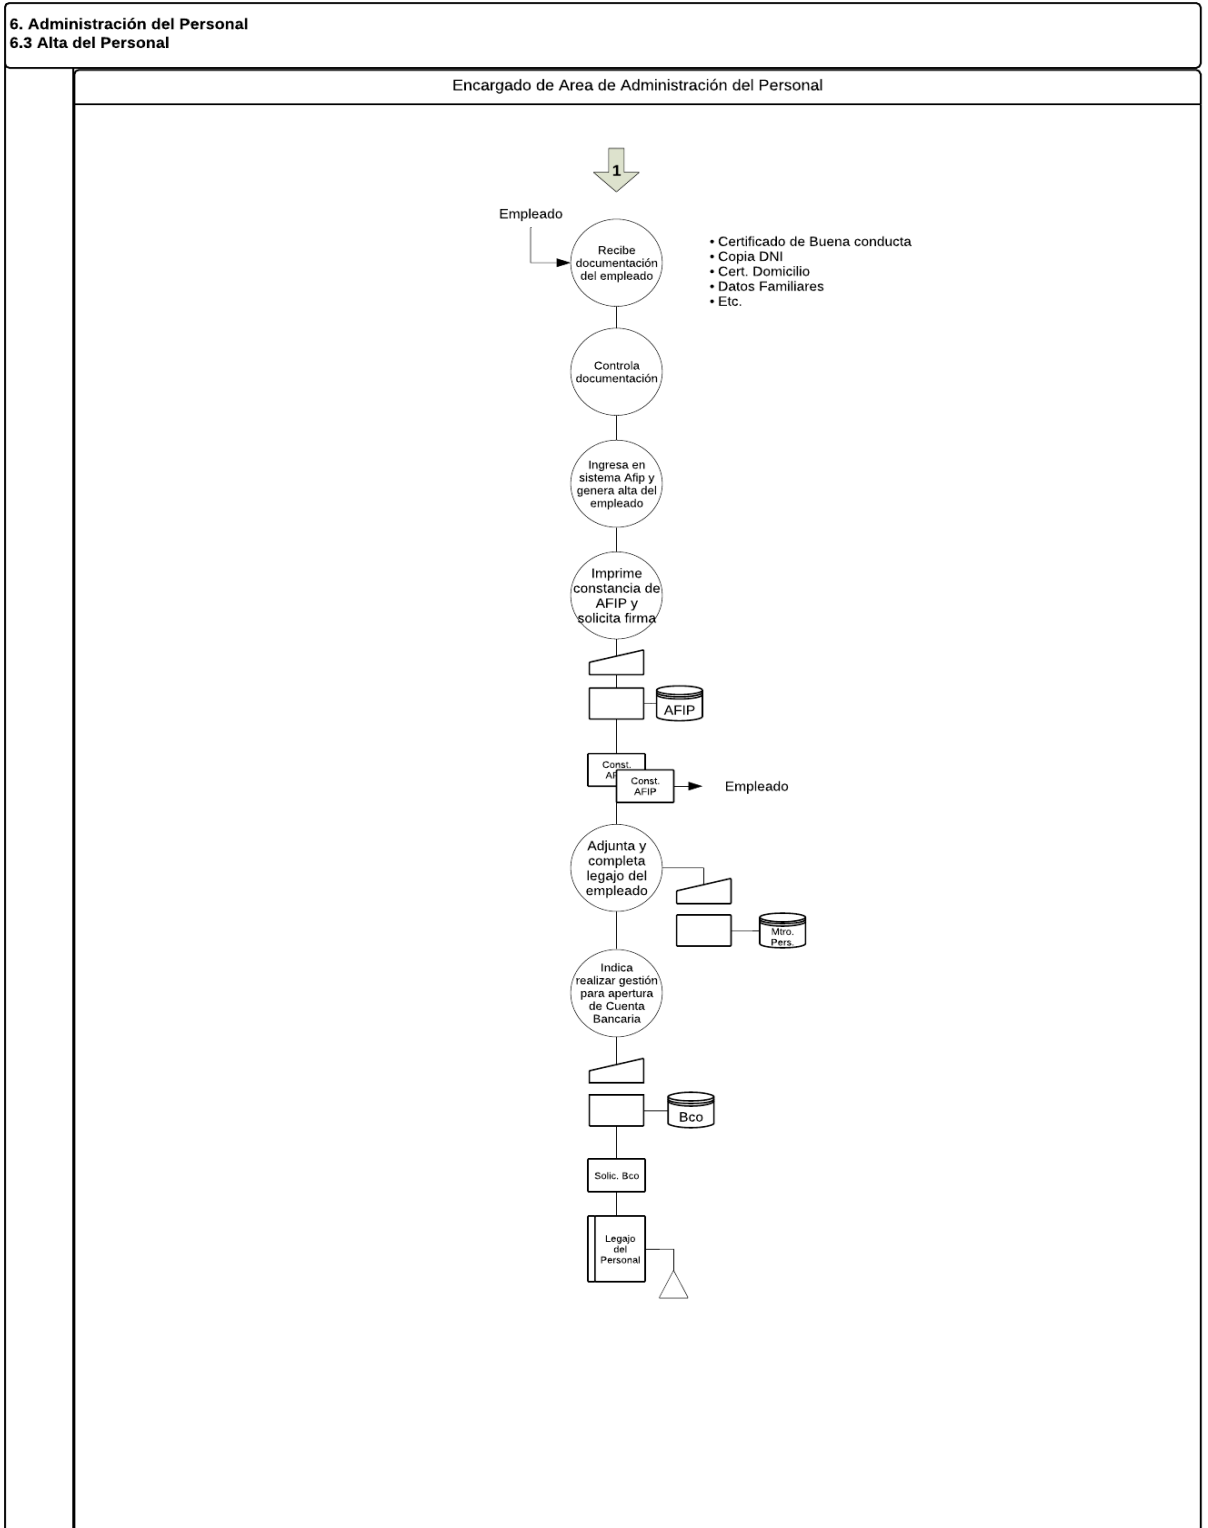 6. Administración del Personal
6.3 Alta del Personal
Encargado de Area de Administración del Personal
1
Empleado
Recibe
documentación
del empleado
• Certificado de Buena conducta
• Copia DNI
• Cert. Domicilio
• Datos Familiares
• Etc.
Controla
documentación
Ingresa en
sistema Afip y
genera alta del
empleado
Imprime
constancia de
AFIP y
solicita firma
AFIP
Const.
Const.
AFIP
Empleado
Adjunta y
completa
legajo del
empleado
Mtro.
Pers.
Indica
realizar gestión
para apertura
de Cuenta
Bancaria
Bco
Solic. Bco
Legajo
del
Personal